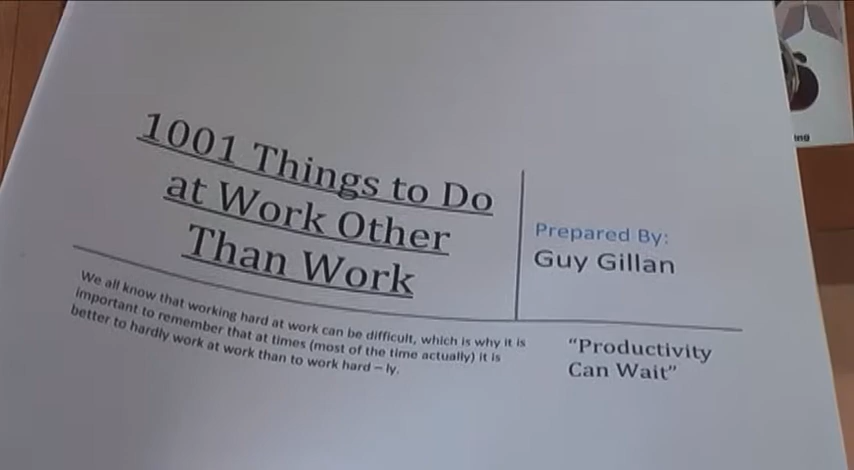 1001 Things to Do
at Work Other
Than Work
Prepared By:
Guy Gillan
We all know that working hard at work can be difficult, which is why it is
important to remember that at times (most of the time actually) it is
better to hardly work at work than to work hard – ly.
“Productivity
Can Wait”
ing